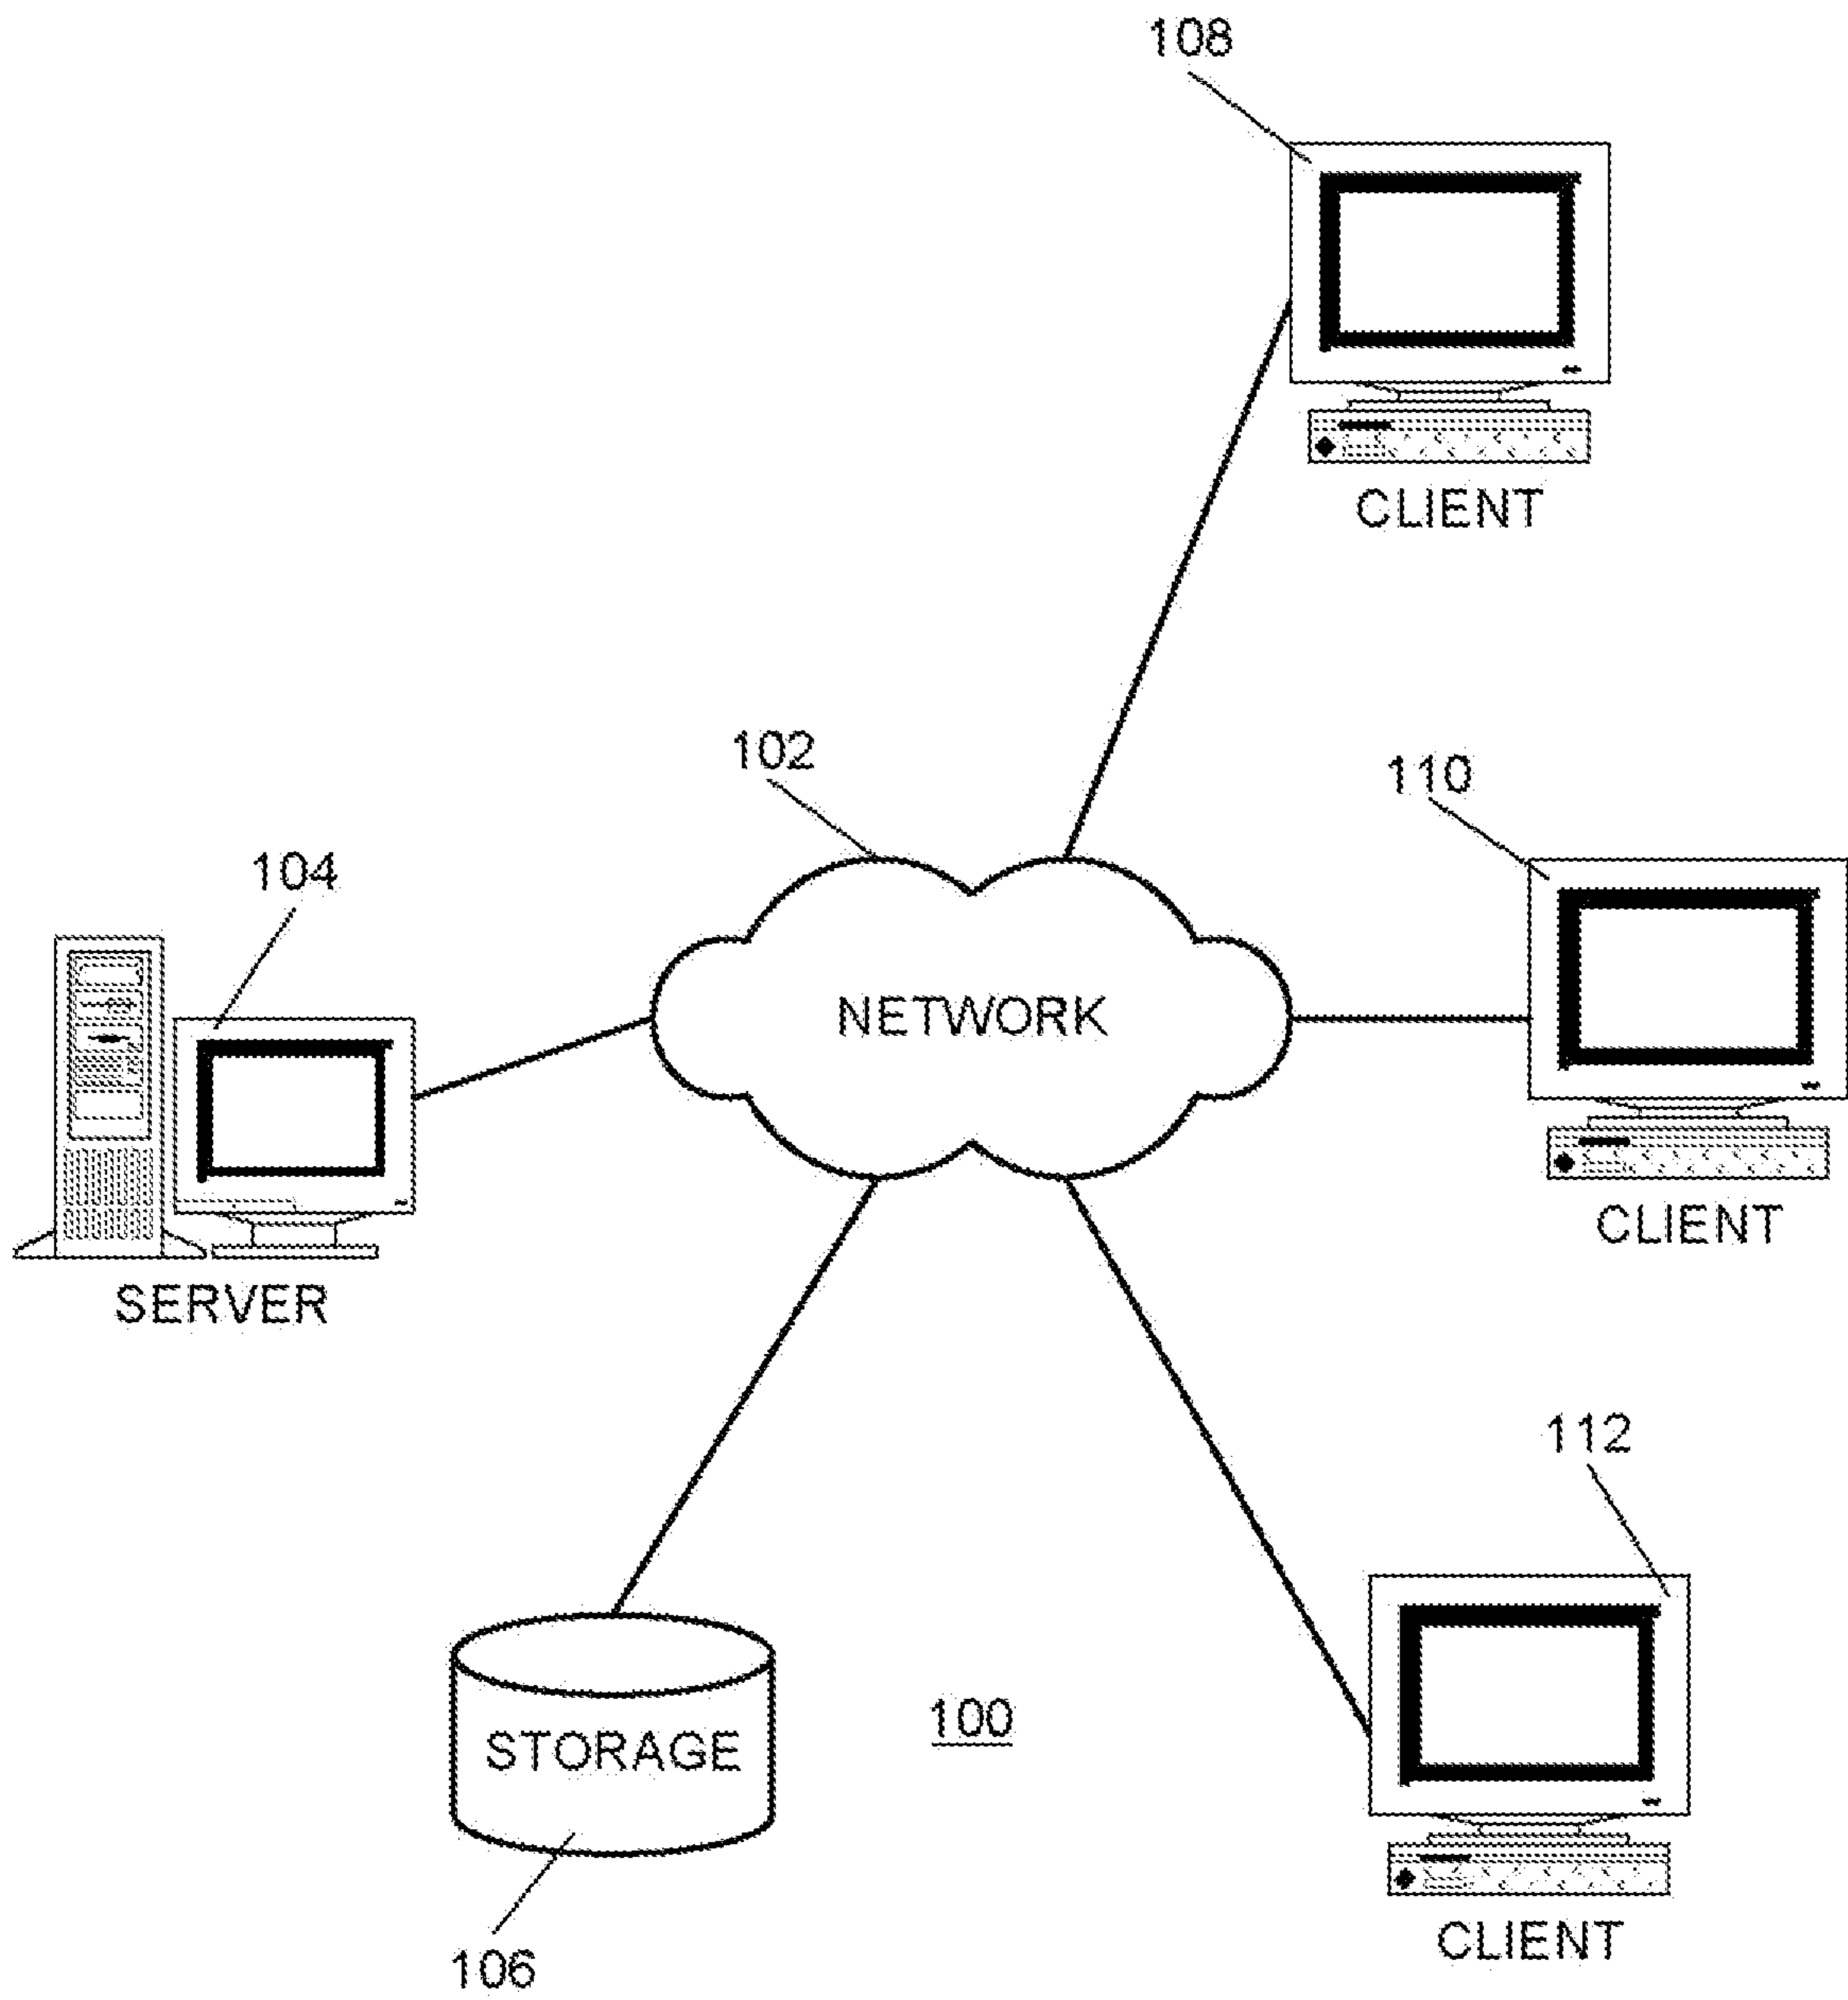 108
CLIENT
102
110
104
NETWORK
CLIENT
SERVER
112
100
STORAGE
106
CLIENT